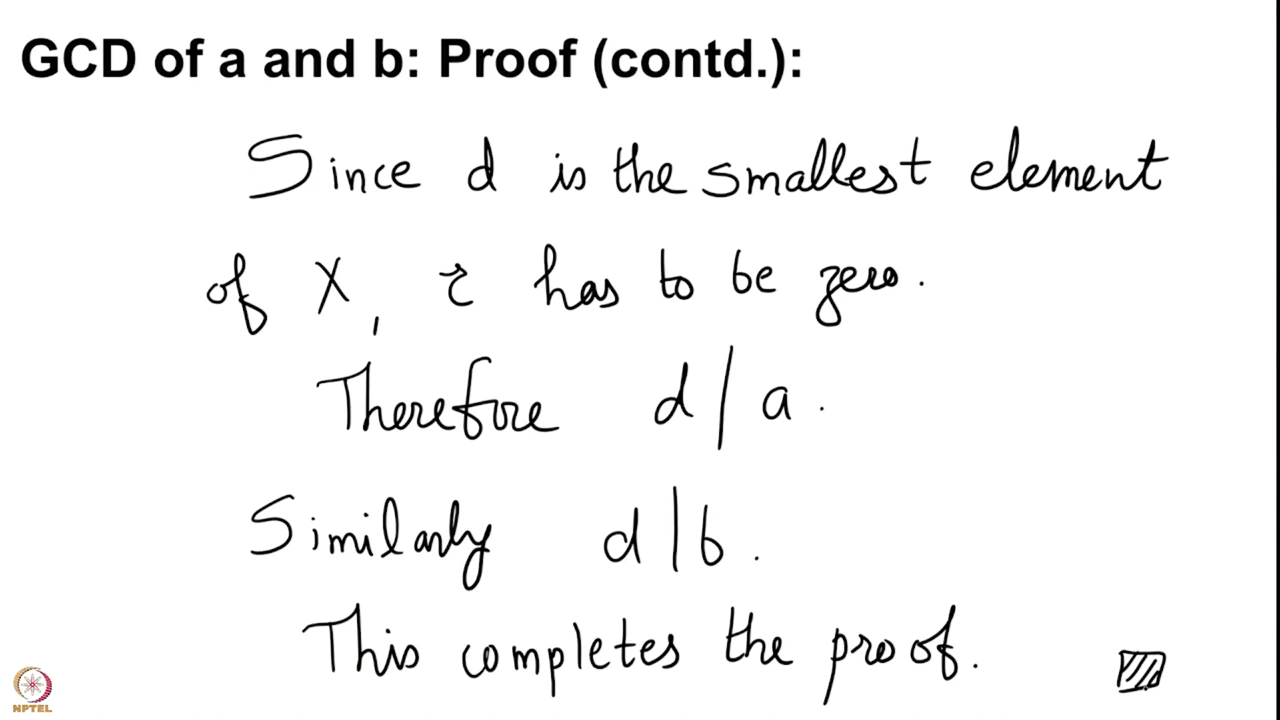 GCD of a and b: Proof (contd.):
Since d is the smallest element
of X, r has to be zero.
Therefore d | a.
Similarly d | b.
This completes the proof.
NPTEL